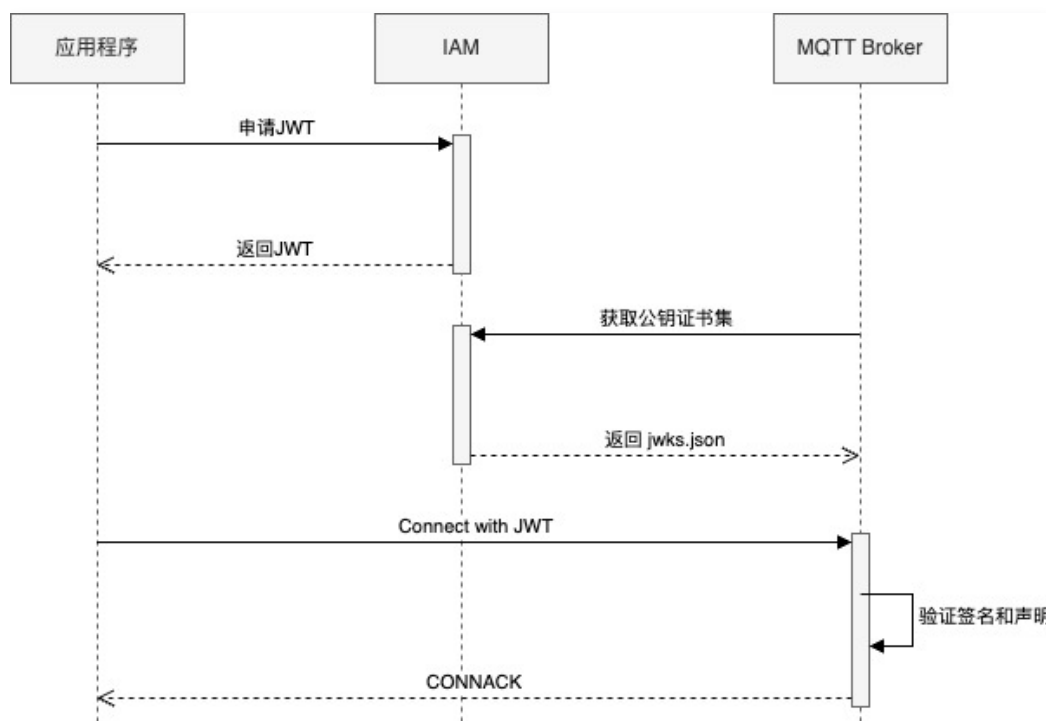 应用程序
IAM
MQTT Broker
申请JWT
返回JWT
获取公钥证书集
返回 jwks.json
Connect with JWT
验证签名和声明
CONNACK